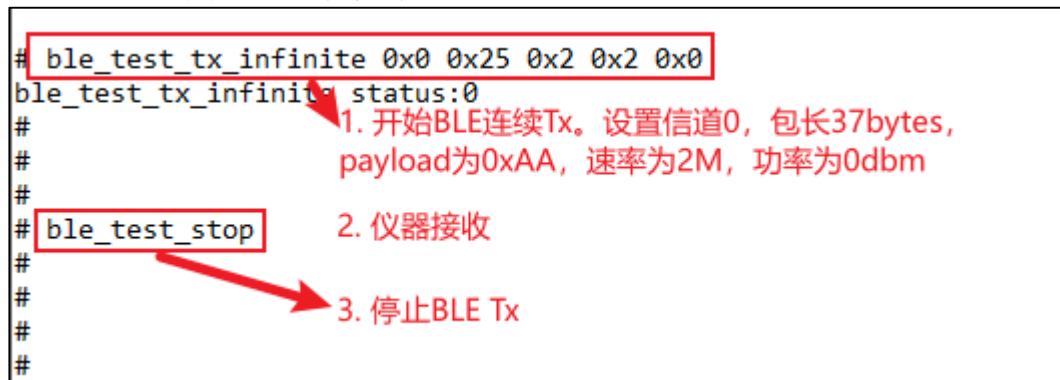 # ble_test_tx_infinite 0x0 0x25 0x2 0x2 0x0
ble_test_tx_infinite status:0
# 1. 开始BLE连续Tx。设置信道0，包长37bytes，
# payload为0xAA，速率为2M，功率为0dbm
#
# ble_test_stop 2. 仪器接收
#
#
# 3. 停止BLE Tx
#
#